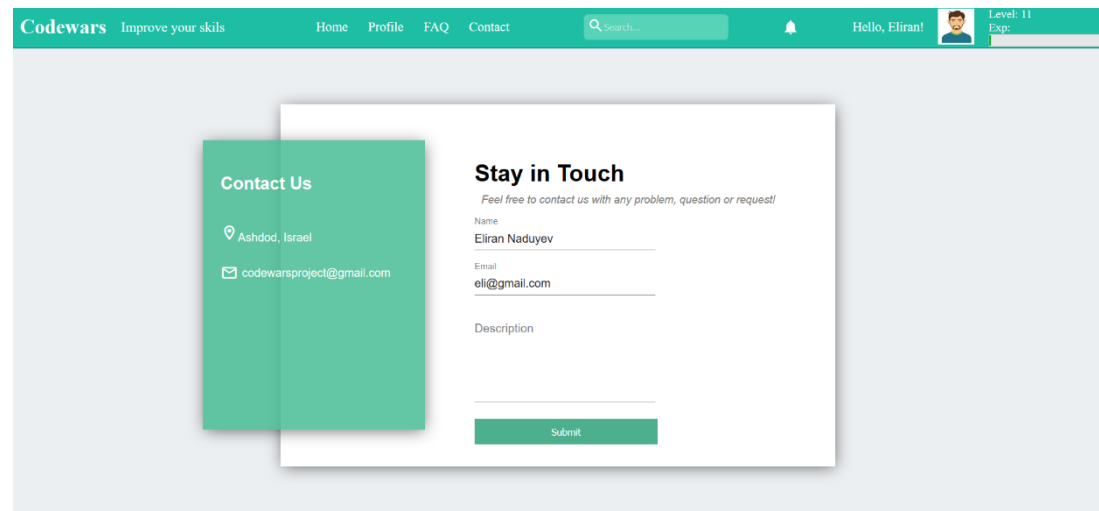 Codewars Improve your skils Home Profile FAQ Contact Search... Hello, Eliran! Level: 11
Exp:
Contact Us
Ashdod, Israel
codewarsproject@gmail.com
Stay in Touch
Feel free to contact us with any problem, question or request!
Name
Eliran Naduyev
Email
eli@gmail.com
Description
Submit